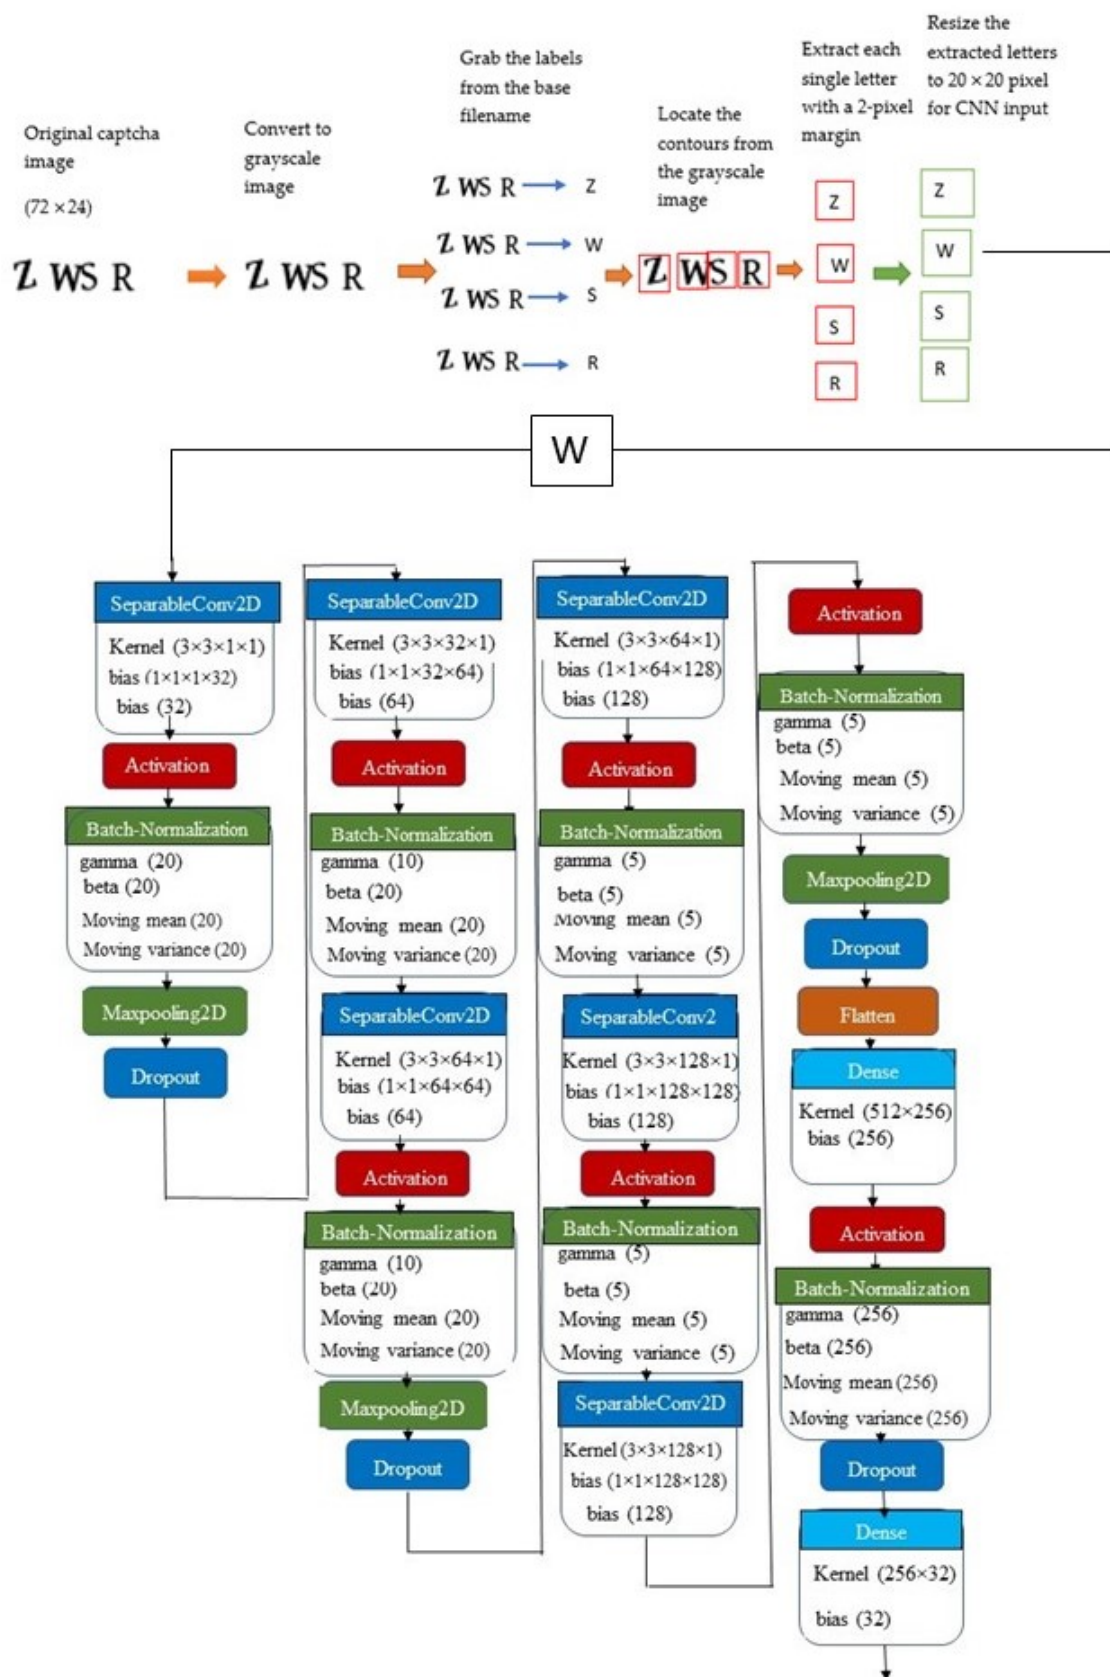 Original captcha
image
(72 × 24)
Z WS R
Convert to
grayscale
image
Z WS R
Grab the labels
from the base
filename
Z WS R Z
Z WS R W
Z WS R S
Z WS R R
Locate the
contours from
the grayscale
image
Z WS R
Extract each
single letter
with a 2-pixel
margin
Z
W
S
R
Resize the
extracted letters
to 20 × 20 pixel
for CNN input
Z
W
S
R
W
SeparableConv2D
Kernel (3×3×1×1)
bias (1×1×1×32)
bias (32)
Activation
Batch-Normalization
gamma (20)
beta (20)
Moving mean (20)
Moving variance (20)
Maxpooling2D
Dropout
SeparableConv2D
Kernel (3×3×32×1)
bias (1×1×32×64)
bias (64)
Activation
Batch-Normalization
gamma (10)
beta (20)
Moving mean (20)
Moving variance (20)
SeparableConv2D
Kernel (3×3×64×1)
bias (1×1×64×64)
bias (64)
Activation
Batch-Normalization
gamma (10)
beta (20)
Moving mean (20)
Moving variance (20)
Maxpooling2D
Dropout
SeparableConv2D
Kernel (3×3×64×1)
bias (1×1×64×128)
bias (128)
Activation
Batch-Normalization
gamma (5)
beta (5)
Moving mean (5)
Moving variance (5)
SeparableConv2
Kernel (3×3×128×1)
bias (1×1×128×128)
bias (128)
Activation
Batch-Normalization
gamma (5)
beta (5)
Moving mean (5)
Moving variance (5)
SeparableConv2D
Kernel (3×3×128×1)
bias (1×1×128×128)
bias (128)
Activation
Batch-Normalization
gamma (5)
beta (5)
Moving mean (5)
Moving variance (5)
Maxpooling2D
Dropout
Flatten
Dense
Kernel (512×256)
bias (256)
Activation
Batch-Normalization
gamma (256)
beta (256)
Moving mean (256)
Moving variance (256)
Dropout
Dense
Kernel (256×32)
bias (32)